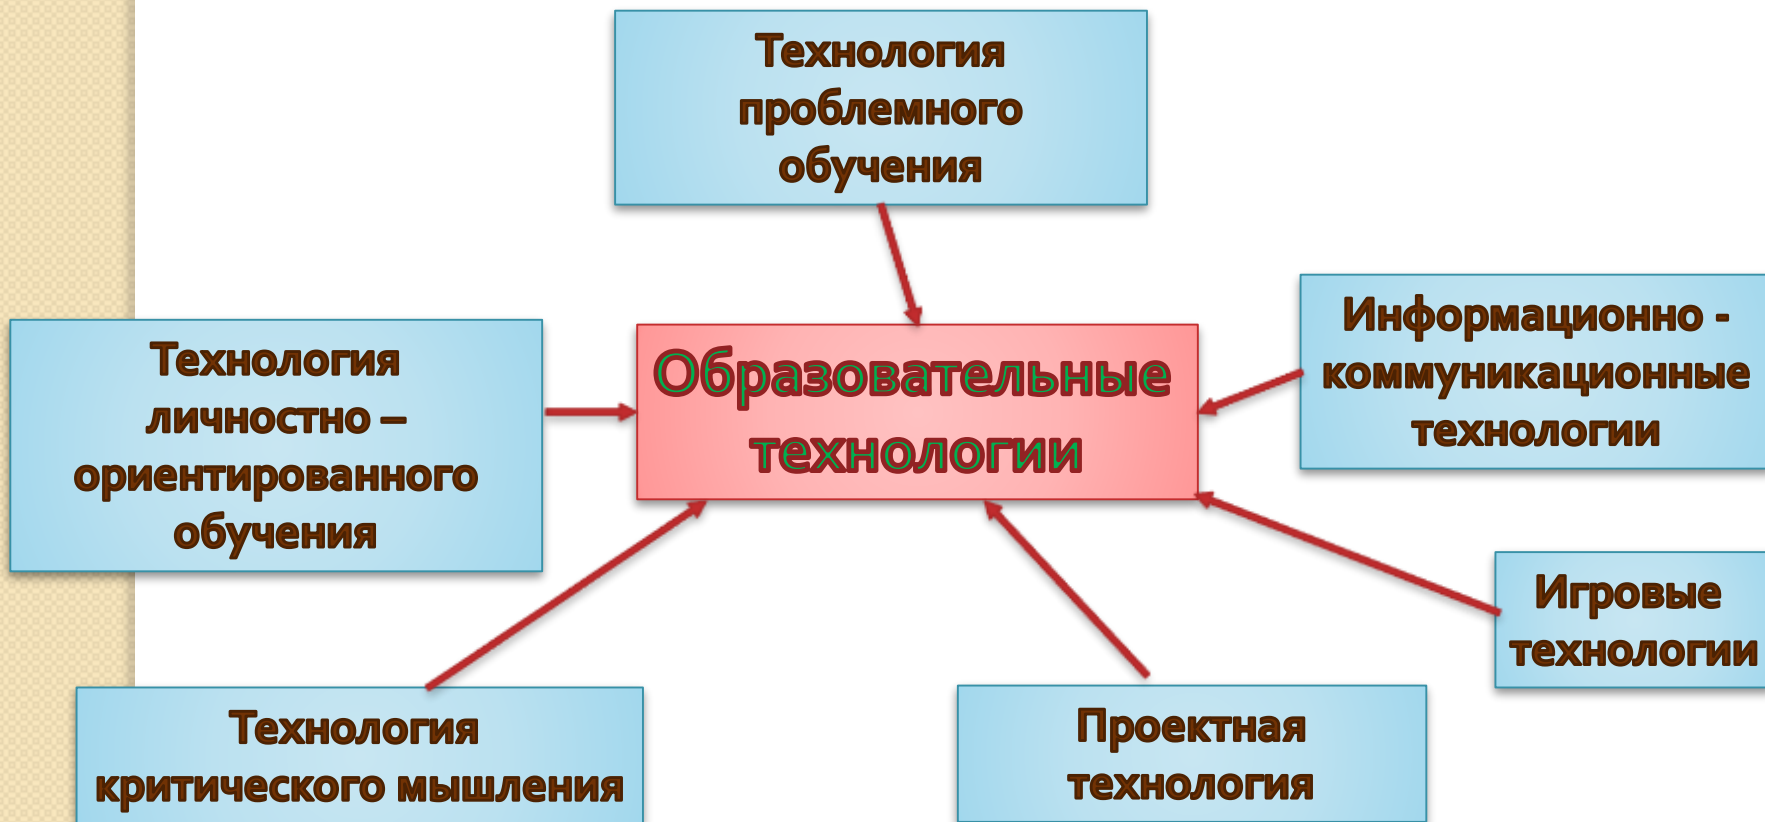 Технология
проблемного
обучения
Информационно -
коммуникационные
технологии
Технология
личностно –
ориентированного
обучения
Образовательные
технологии
Игровые
технологии
Технология
критического мышления
Проектная
технология